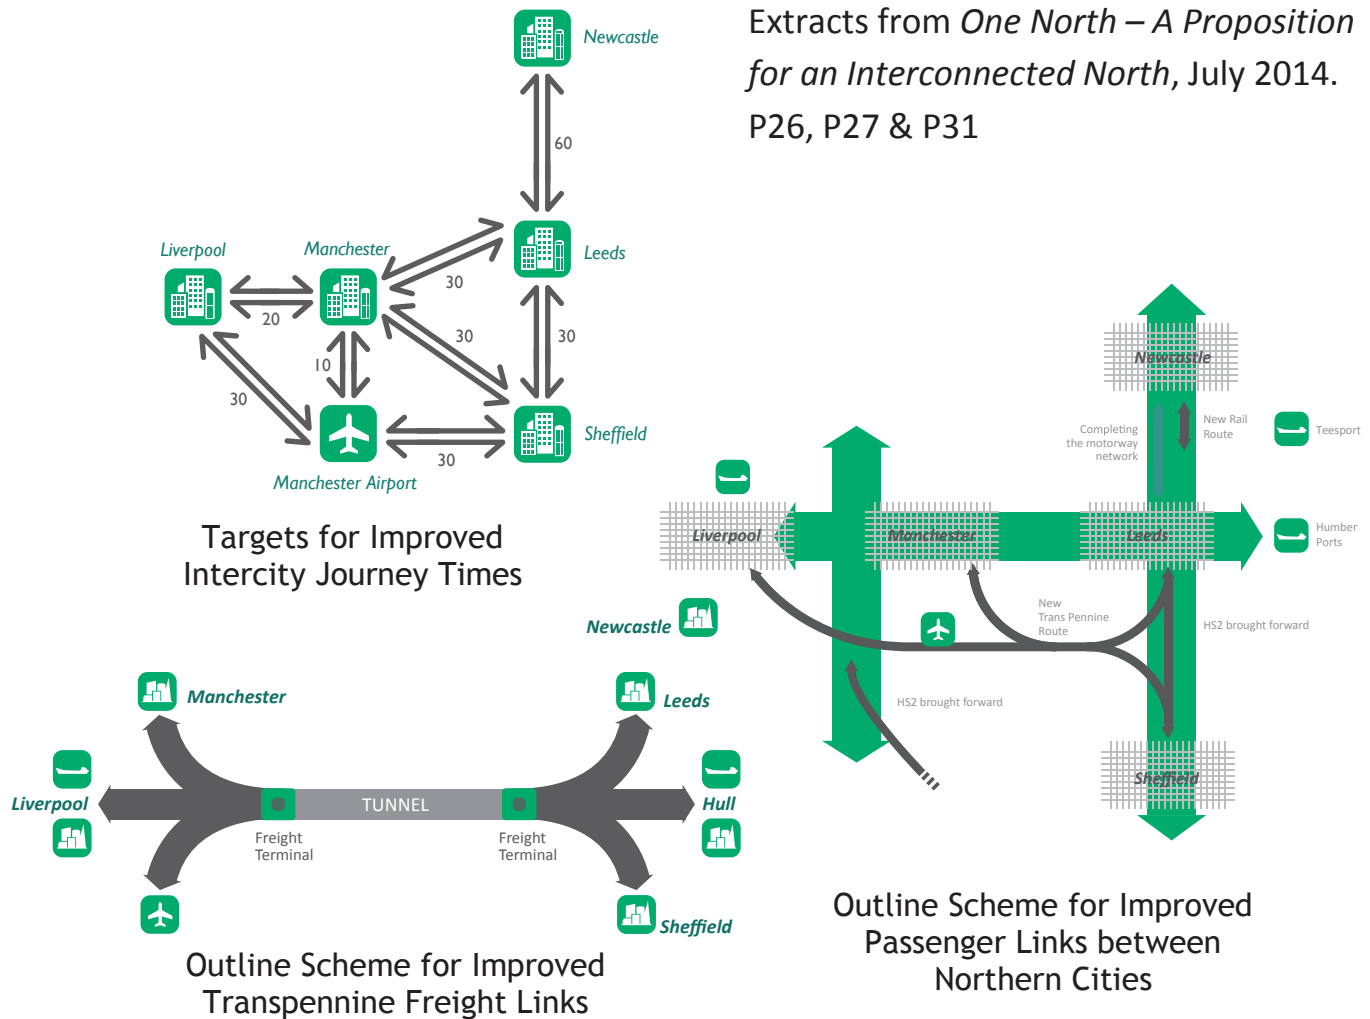 Extracts from One North – A Proposition
for an Interconnected North, July 2014.
P26, P27 & P31
Newcastle
60
Liverpool
Manchester
Leeds
30
20
30
30
10
30
Sheffield
30
Manchester Airport
Targets for Improved
Intercity Journey Times
Newcastle
Manchester
Leeds
Liverpool
TUNNEL
Hull
Freight
Terminal
Freight
Terminal
Sheffield
Outline Scheme for Improved
Transpennine Freight Links
Newcastle
Completing
the motorway
network
New Rail
Route
Teesport
Liverpool
Manchester
Leeds
Humber
Ports
New
Trans Pennine
Route
HS2 brought forward
HS2 brought forward
Sheffield
Outline Scheme for Improved
Passenger Links between
Northern Cities